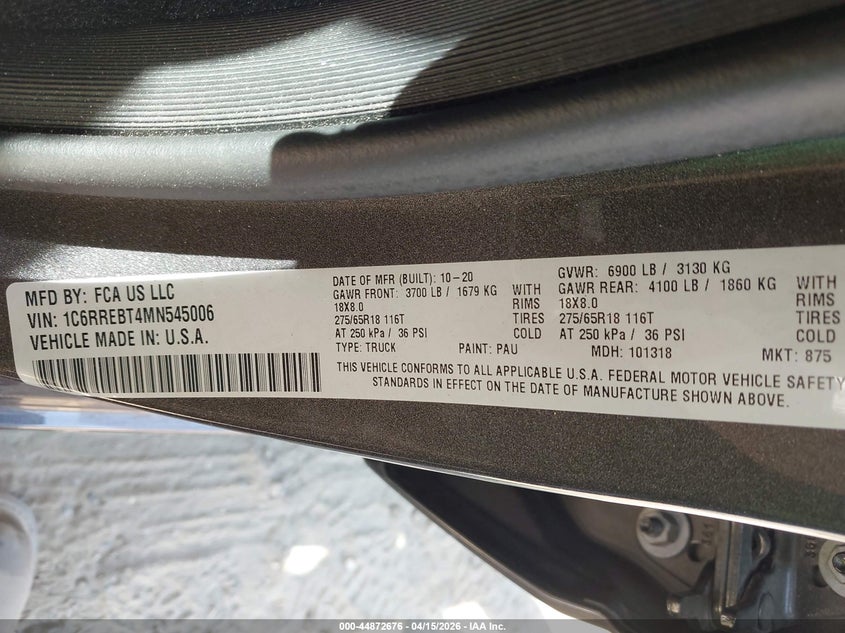 MFD BY: FCA US LLC
VIN: 1C6RREBT4MN545006
VEHICLE MADE IN U.S.A.
DATE OF MFR (BUILT): 10-20
GAWR FRONT: 3700 LB / 1679 KG WITH
18X8.0 RIMS
275/65R18 116T TIRES
AT 250 kPa / 36 PSI COLD
TYPE: TRUCK PAINT: PAU
GVWR: 6900 LB / 3130 KG
GAWR REAR: 4100 LB / 1860 KG WITH
18X8.0 RIMS
275/65R18 116T TIRES
AT 250 kPa / 36 PSI COLD
MDH: 101318 MKT: 875
THIS VEHICLE CONFORMS TO ALL APPLICABLE U.S.A. FEDERAL MOTOR VEHICLE SAFETY
STANDARDS IN EFFECT ON THE DATE OF MANUFACTURE SHOWN ABOVE.
341
000-44872676 - 04/15/2026 - IAA Inc.